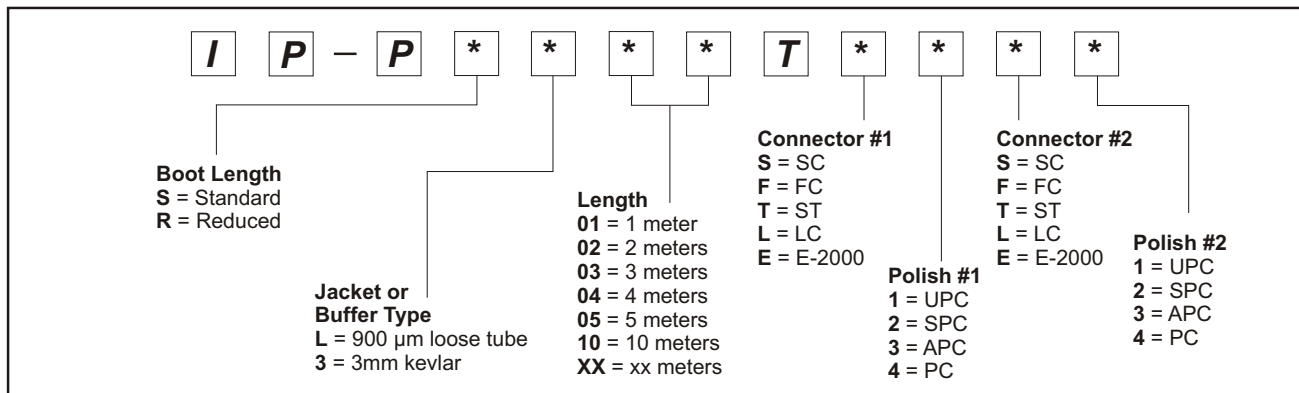 I P – P * * * * T * * * *
Boot Length
S = Standard
R = Reduced
Jacket or
Buffer Type
L = 900 µm loose tube
3 = 3mm kevlar
Length
01 = 1 meter
02 = 2 meters
03 = 3 meters
04 = 4 meters
05 = 5 meters
10 = 10 meters
XX = xx meters
Connector #1
S = SC
F = FC
T = ST
L = LC
E = E-2000
Polish #1
1 = UPC
2 = SPC
3 = APC
4 = PC
Connector #2
S = SC
F = FC
T = ST
L = LC
E = E-2000
Polish #2
1 = UPC
2 = SPC
3 = APC
4 = PC